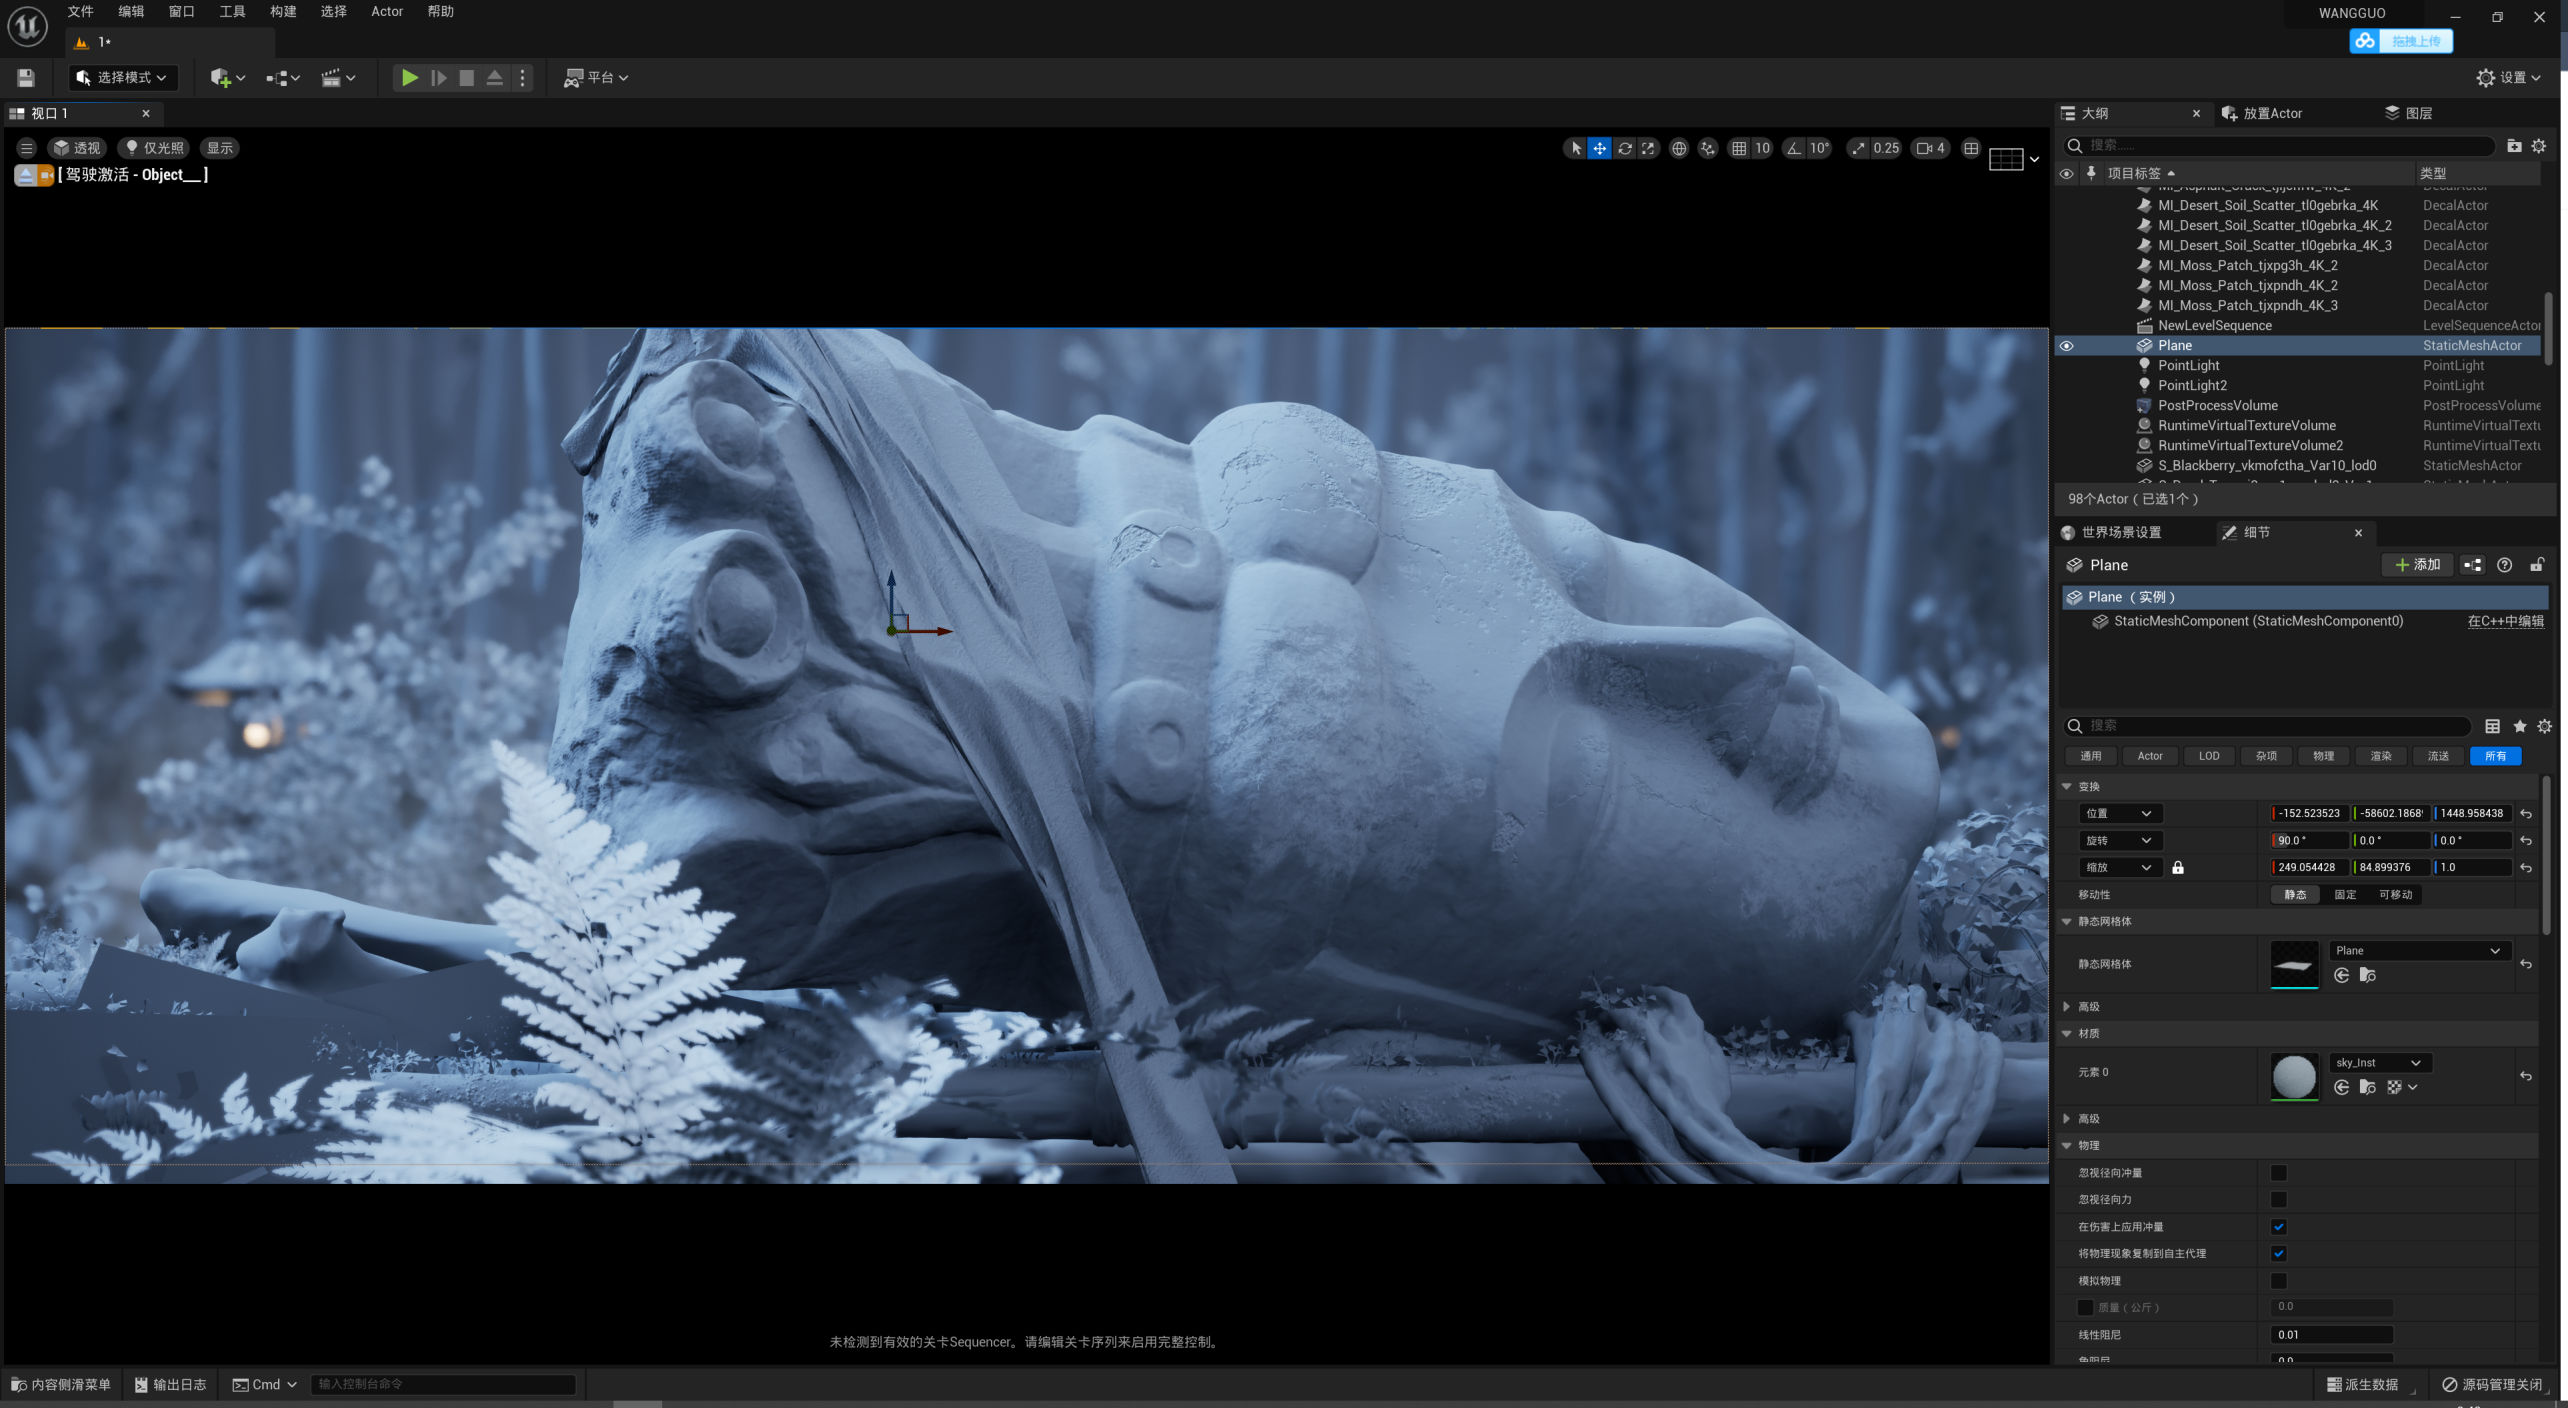 文件 编辑 窗口 工具 构建 选择 Actor 帮助
WANGGUO
1*
拖拽上传
选择模式
平台
设置
视口 1
大纲
放置Actor
图层
透视 仅光照 显示
10 10° 0.25 4
搜索......
[ 驾驶激活 - Object__ ]
项目标签 类型
MI_Desert_Soil_Scatter_tl0gebrka_4K DecalActor
MI_Desert_Soil_Scatter_tl0gebrka_4K_2 DecalActor
MI_Desert_Soil_Scatter_tl0gebrka_4K_3 DecalActor
MI_Moss_Patch_tjxpg3h_4K_2 DecalActor
MI_Moss_Patch_tjxpndh_4K_2 DecalActor
MI_Moss_Patch_tjxpndh_4K_3 DecalActor
NewLevelSequence LevelSequenceActor
Plane StaticMeshActor
PointLight PointLight
PointLight2 PointLight
PostProcessVolume PostProcessVolume
RuntimeVirtualTextureVolume RuntimeVirtualTextu
RuntimeVirtualTextureVolume2 RuntimeVirtualTextu
S_Blackberry_vkmofctha_Var10_lod0 StaticMeshActor
98个Actor（已选1个）
世界场景设置 细节
Plane
添加
Plane （实例）
StaticMeshComponent (StaticMeshComponent0) 在C++中编辑
搜索
通用 Actor LOD 杂项 物理 渲染 流送 所有
变换
位置 -152.523523 -58602.1868 1448.958438
旋转 90.0 ° 0.0 ° 0.0 °
缩放 249.054428 84.899376 1.0
移动性 静态 固定 可移动
静态网格体
静态网格体 Plane
高级
材质
元素 0 sky_Inst
高级
物理
忽视径向冲量
忽视径向力
在伤害上应用冲量
将物理现象复制到自主代理
模拟物理
质量（公斤） 0.0
线性阻尼 0.01
未检测到有效的关卡Sequencer。请编辑关卡序列来启用完整控制。
内容侧滑菜单 输出日志 Cmd 输入控制台命令
派生数据 源码管理关闭